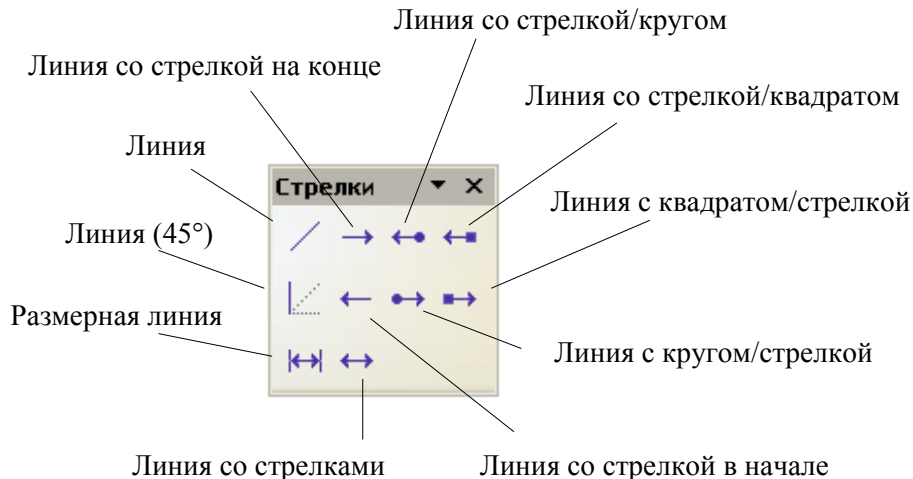 Линия со стрелкой/кругом
Линия со стрелкой на конце
Линия со стрелкой/квадратом
Линия
Стрелки
Линия с квадратом/стрелкой
Линия (45°)
Размерная линия
Линия с кругом/стрелкой
Линия со стрелками
Линия со стрелкой в начале